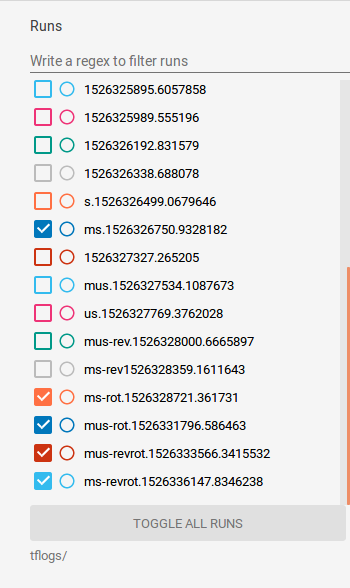 Runs
Write a regex to filter runs
1526325895.6057858
1526325989.555196
1526326192.831579
1526326338.688078
s.1526326499.0679646
ms.1526326750.9328182
1526327327.265205
mus.1526327534.1087673
us.1526327769.3762028
mus-rev.1526328000.6665897
ms-rev1528328359.1611643
ms-rot.1526328721.361731
mus-rot.1526331796.586463
mus-revrot.1526333566.3415532
ms-revrot.1526336147.8346238
TOGGLE ALL RUNS
tflogs/